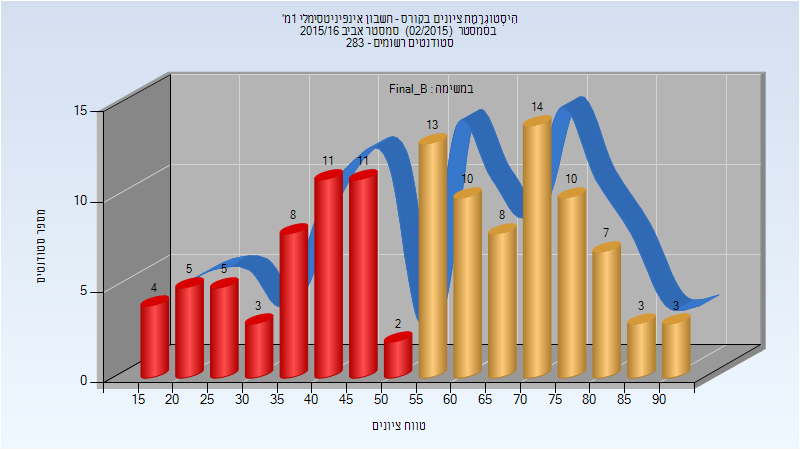 היסטוגרמת ציונים בקורס - חשבון אינפיניטסימלי 1מ'
בסמסטר (02/2015) סמסטר אביב 2015/16
סטודנטים רשומים - 283
במשימה : Final_B
מספר סטודנטים
15
10
5
0
4
5
5
3
8
11
11
2
13
10
8
14
10
7
3
3
15 20 25 30 35 40 45 50 55 60 65 70 75 80 85 90
טווח ציונים